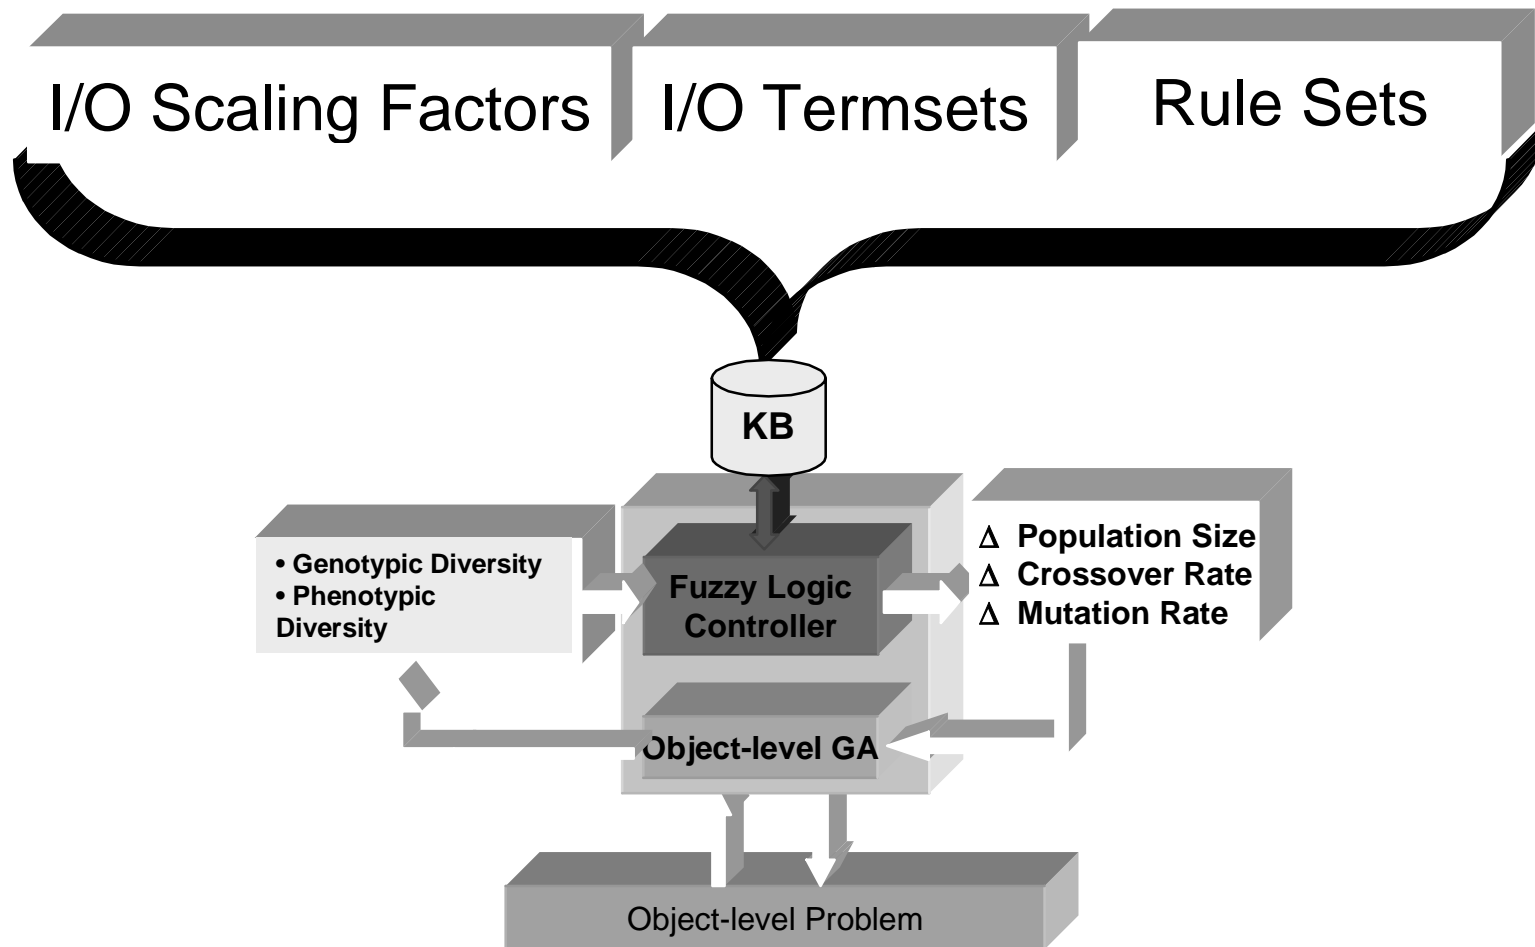 I/O Scaling Factors
I/O Termsets
Rule Sets
KB
• Genotypic Diversity
• Phenotypic
Diversity
Fuzzy Logic
Controller
Δ Population Size
Δ Crossover Rate
Δ Mutation Rate
Object-level GA
Object-level Problem